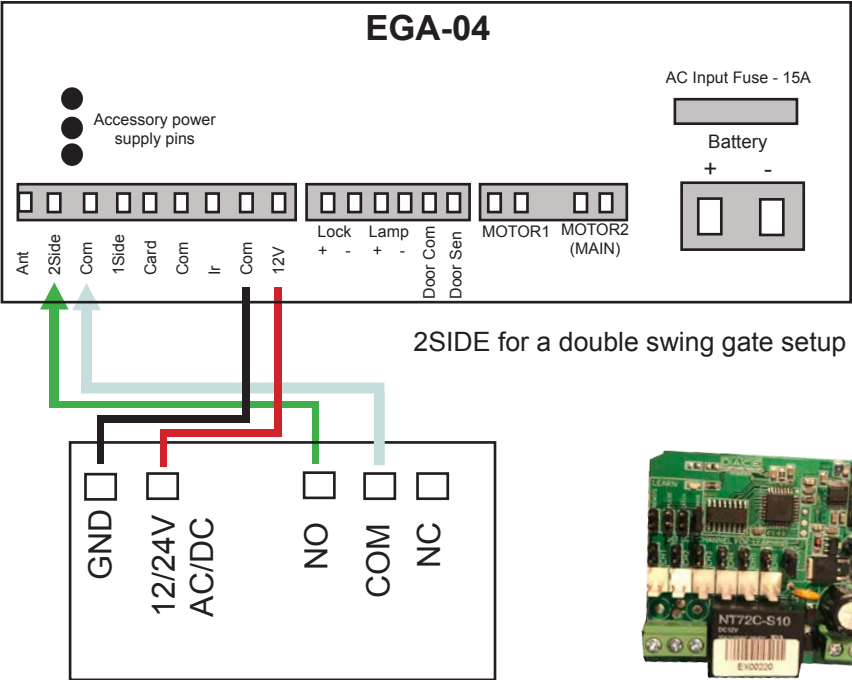 EGA-04
AC Input Fuse - 15A
Accessory power
supply pins
Battery
+ -
Lock
+ -
Lamp
+ -
MOTOR1
MOTOR2
(MAIN)
Ant
2Side
Com
1Side
Card
Com
Ir
Com
12V
Door Com
Door Sen
2SIDE for a double swing gate setup
GND
12/24V
AC/DC
NO
COM
NC
LEARN
NT72C-S10
DC12V
EX00220